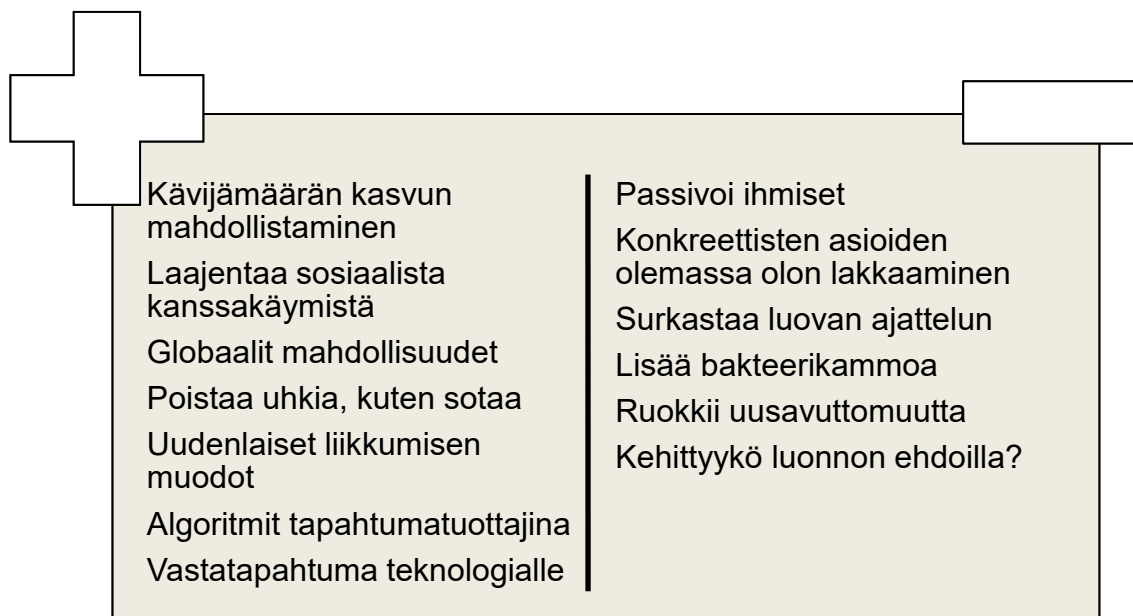 Kävijämäärän kasvun
mahdollistaminen
Laajentaa sosiaalista
kanssakäymistä
Globaalit mahdollisuudet
Poistaa uhkia, kuten sotaa
Uudenlaiset liikkumisen
muodot
Algoritmit tapahtumatuottajina
Vastatapahtuma teknologialle
Passivoi ihmiset
Konkreettisten asioiden
olemassa olon lakkaaminen
Surkastaa luovan ajattelun
Lisää bakteerikammoa
Ruokkii uusavuttomuutta
Kehittyykö luonnon ehdoilla?